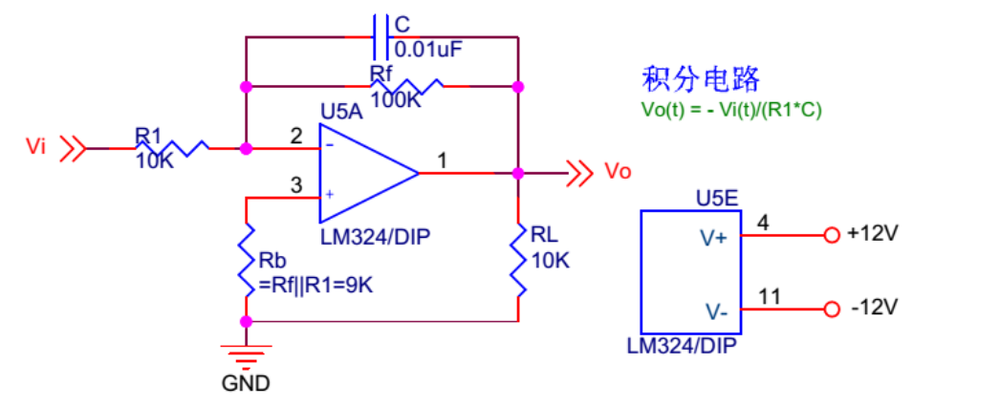 C
0.01uF
Rf
100K
积分电路
Vo(t) = - Vi(t)/(R1*C)
U5A
R1
10K
Vi
2
-
1
Vo
3
+
LM324/DIP
U5E
V+
4
+12V
V-
11
-12V
LM324/DIP
Rb
=Rf||R1=9K
RL
10K
GND